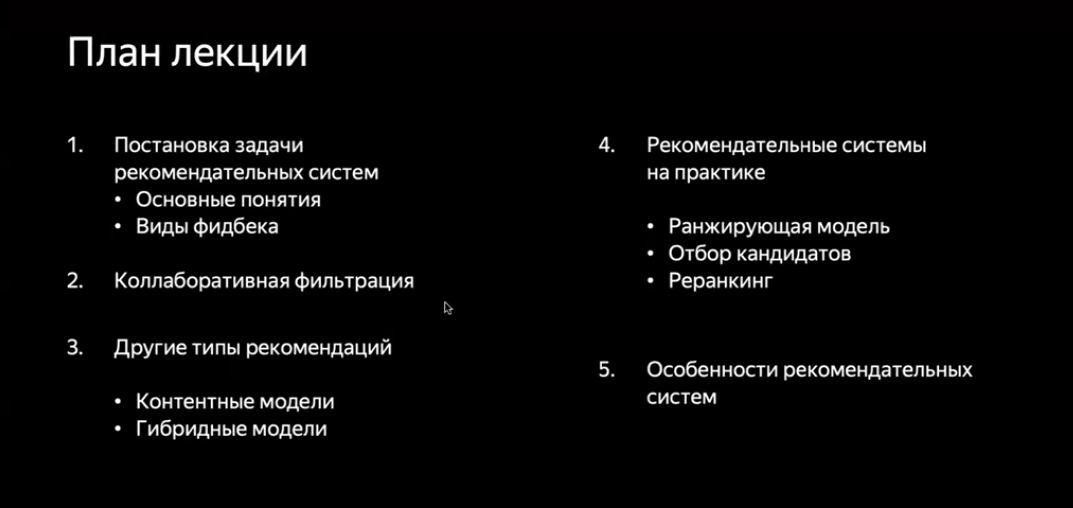 План лекции
1. Постановка задачи
рекомендательных систем
• Основные понятия
• Виды фидбека
2. Коллаборативная фильтрация
3. Другие типы рекомендаций
• Контентные модели
• Гибридные модели
4. Рекомендательные системы
на практике
• Ранжирующая модель
• Отбор кандидатов
• Реранкинг
5. Особенности рекомендательных
систем